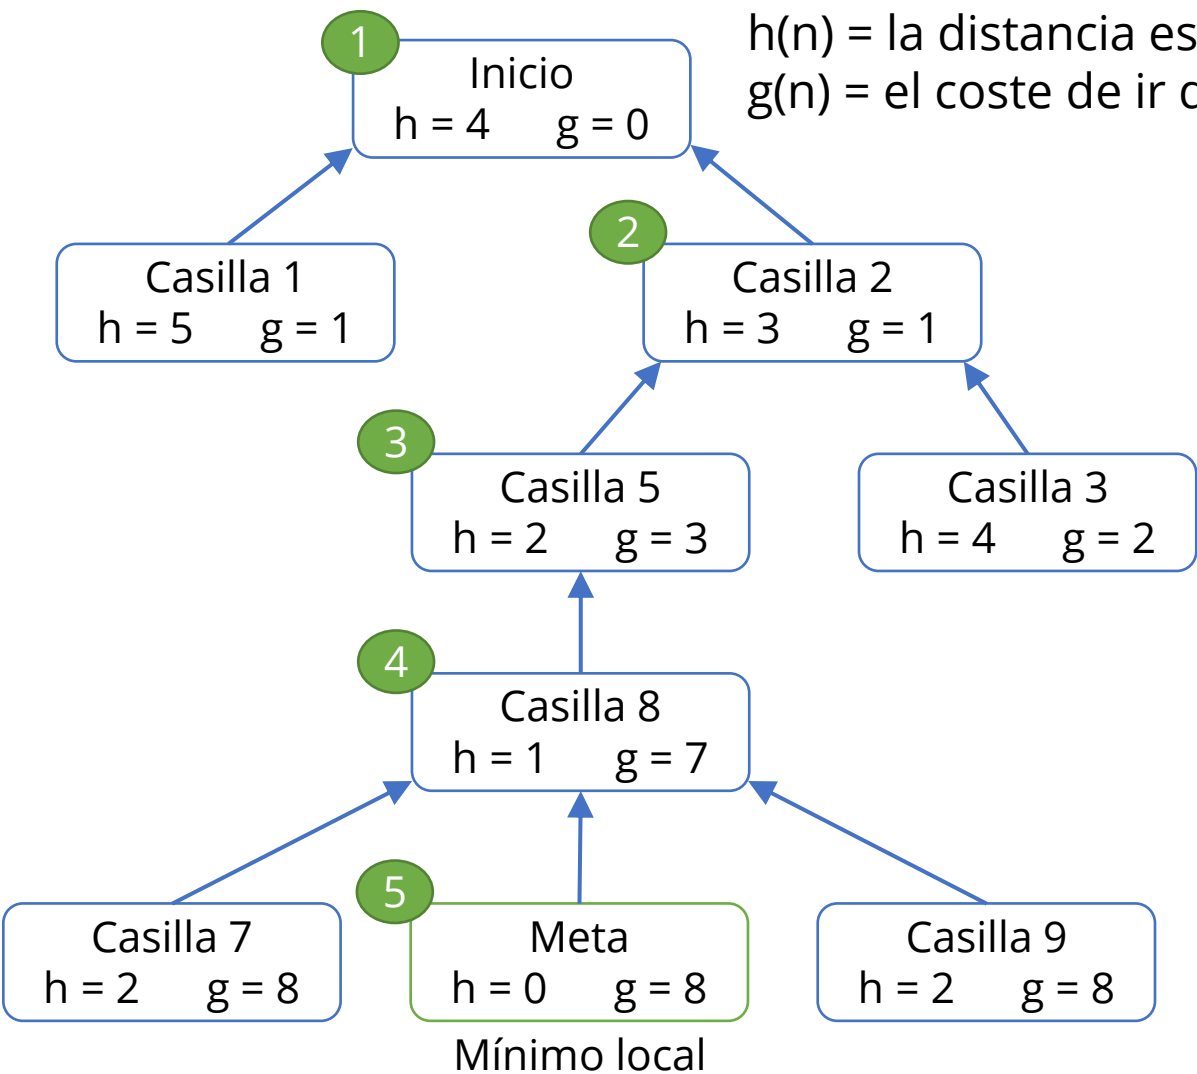 1
Inicio
h = 4 g = 0
h(n) = la distancia es
g(n) = el coste de ir
Casilla 1
h = 5 g = 1
2
Casilla 2
h = 3 g = 1
3
Casilla 5
h = 2 g = 3
Casilla 3
h = 4 g = 2
4
Casilla 8
h = 1 g = 7
Casilla 7
h = 2 g = 8
5
Meta
h = 0 g = 8
Casilla 9
h = 2 g = 8
Mínimo local